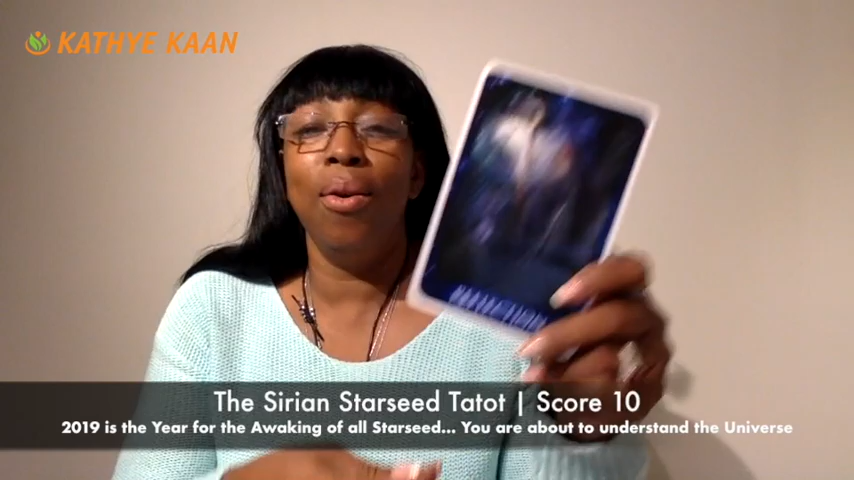 KATHYE KAAN
The Sirian Starseed Tatot | Score 10
2019 is the Year for the Awaking of all Starseed... You are about to understand the Universe